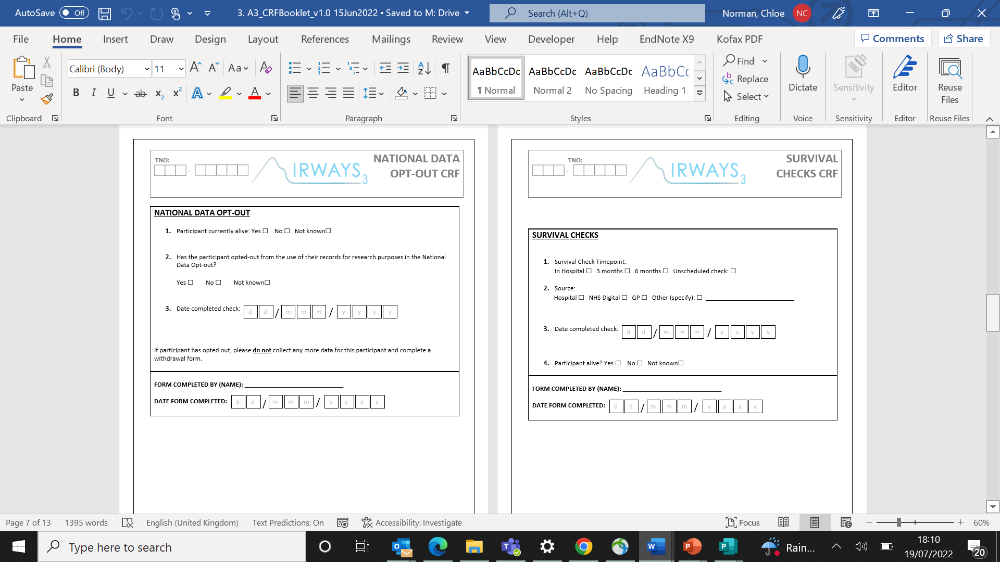 AutoSave Off 3. A3_CRFBooklet_v1.0 15Jun2022 • Saved to M: Drive Search (Alt+Q) Norman, Chloe NC
File Home Insert Draw Design Layout References Mailings Review View Developer Help EndNote X9 Kofax PDF Comments Share
Paste
Calibri (Body) 11
AaBbCcDc AaBbCcDc AaBbCcDc AaBbCc
¶ Normal Normal 2 No Spacing Heading 1
Find
Replace
Select
Dictate
Sensitivity
Editor
Reuse
Files
Clipboard Font Paragraph Styles Editing Voice Sensitivity Editor Reuse Files
TNO:
IRWAYS 3
NATIONAL DATA
OPT-OUT CRF
NATIONAL DATA OPT-OUT
1. Participant currently alive: Yes ☐ No ☐ Not known☐
2. Has the participant opted-out from the use of their records for research purposes in the National
Data Opt-out?
Yes ☐ No ☐ Not known☐
3. Date completed check: d d / m m m / y y y y
If participant has opted out, please do not collect any more data for this participant and complete a
withdrawal form.
FORM COMPLETED BY (NAME): ____________________
DATE FORM COMPLETED: d d / m m m / y y y y
TNO:
IRWAYS 3
SURVIVAL
CHECKS CRF
SURVIVAL CHECKS
1. Survival Check Timepoint:
In Hospital ☐ 3 months ☐ 6 months ☐ Unscheduled check: ☐
2. Source:
Hospital ☐ NHS Digital ☐ GP ☐ Other (specify): ☐ ____________________
3. Date completed check: d d / m m m / y y y y
4. Participant alive? Yes ☐ No ☐ Not known☐
FORM COMPLETED BY (NAME): ____________________
DATE FORM COMPLETED: d d / m m m / y y y y
Page 7 of 13 1395 words English (United Kingdom) Text Predictions: On Accessibility: Investigate Focus 60%
Type here to search
Rain...
18:10
19/07/2022
20